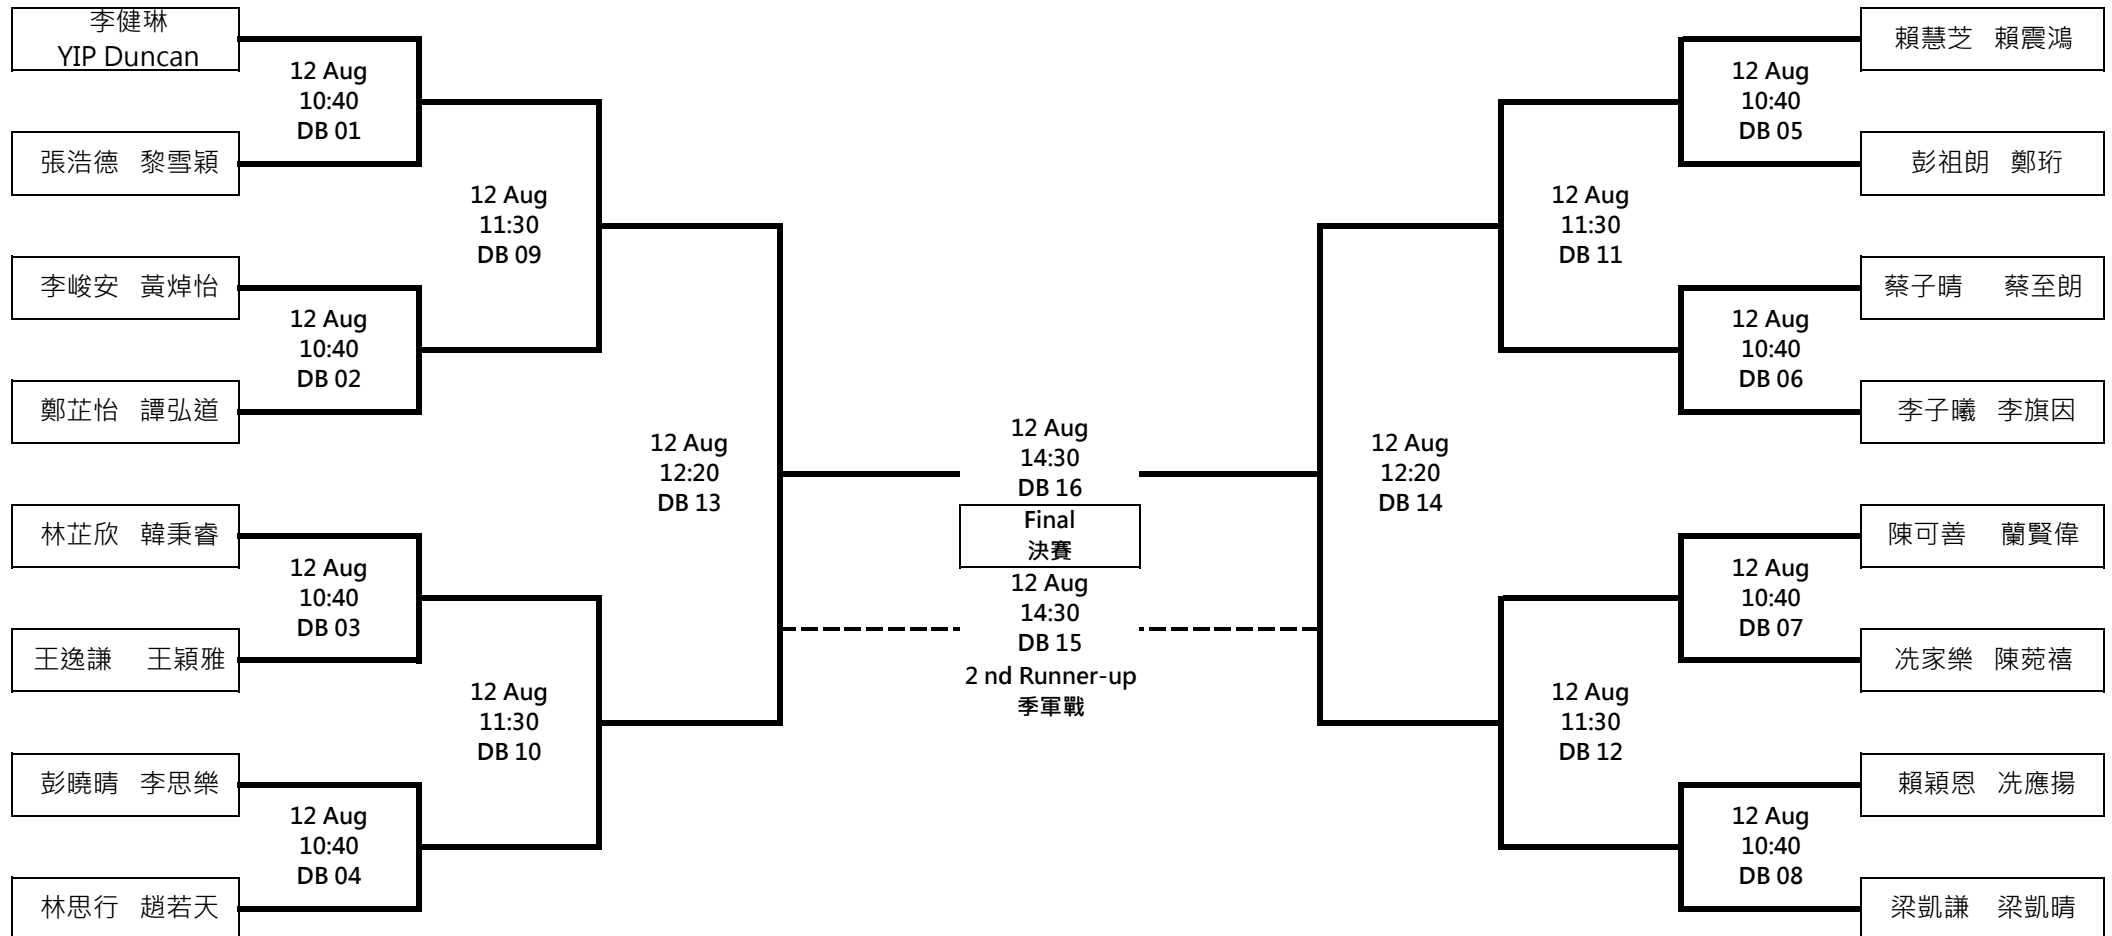 李健琳
YIP Duncan
12 Aug
10:40
DB 01
張浩德 黎雪穎
12 Aug
11:30
DB 09
李峻安 黃焯怡
12 Aug
10:40
DB 02
鄭芷怡 譚弘道
12 Aug
12:20
DB 13
林芷欣 韓秉睿
12 Aug
10:40
DB 03
王逸謙 王穎雅
12 Aug
11:30
DB 10
彭曉晴 李思樂
12 Aug
10:40
DB 04
林思行 趙若天
12 Aug
14:30
DB 16
Final
決賽
12 Aug
14:30
DB 15
2 nd Runner-up
季軍戰
賴慧芝 賴震鴻
12 Aug
10:40
DB 05
彭祖朗 鄭珩
12 Aug
11:30
DB 11
蔡子晴 蔡至朗
12 Aug
10:40
DB 06
李子曦 李旗因
12 Aug
12:20
DB 14
陳可善 蘭賢偉
12 Aug
10:40
DB 07
冼家樂 陳菀禧
12 Aug
11:30
DB 12
賴穎恩 冼應揚
12 Aug
10:40
DB 08
梁凱謙 梁凱晴